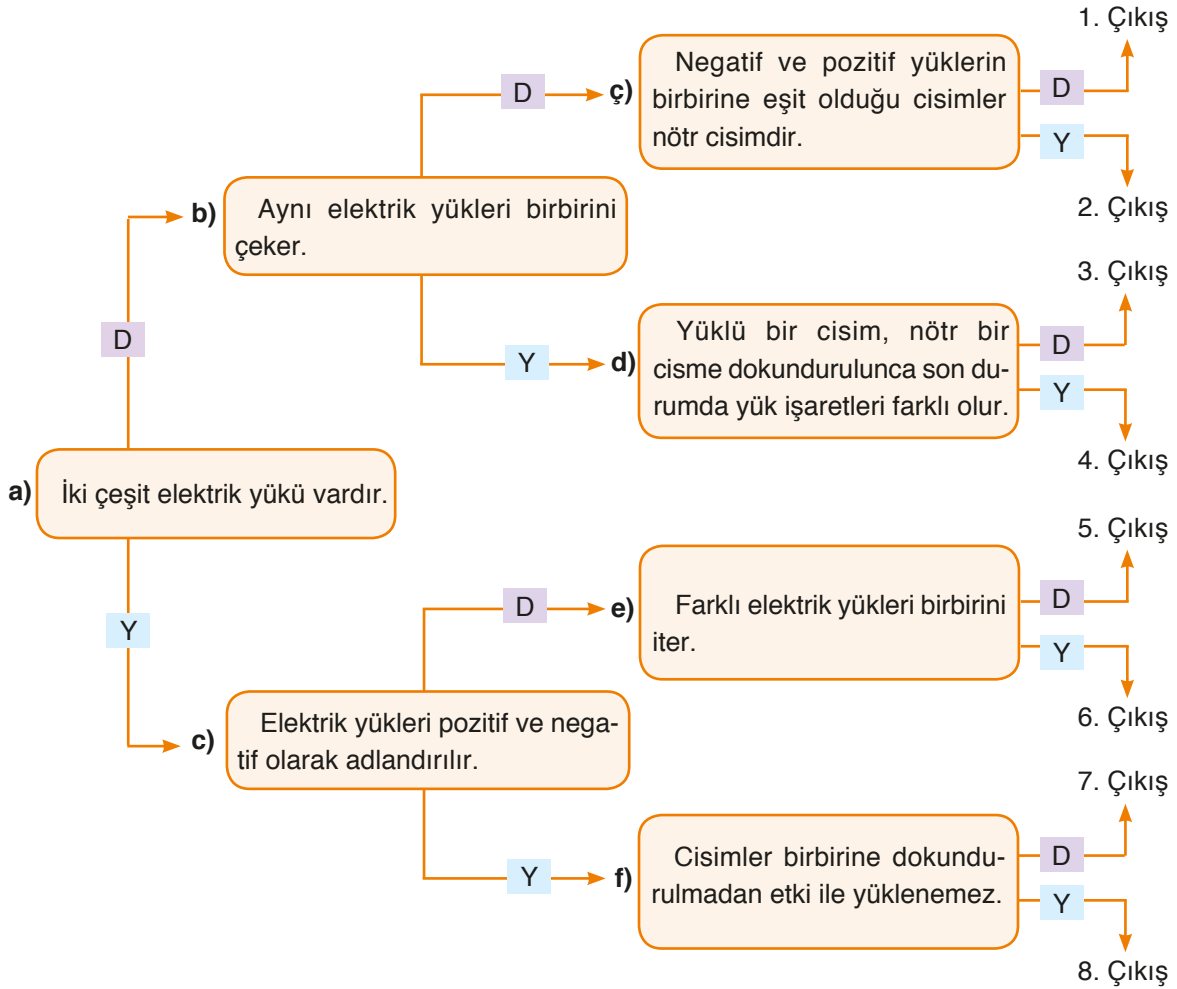 1. Çıkış
D
ç)
Negatif ve pozitif yüklerin
birbirine eşit olduğu cisimler
nötr cisimdir.
D
Y
2. Çıkış
b)
Aynı elektrik yükleri birbirini
çeker.
3. Çıkış
D
Y
d)
Yüklü bir cisim, nötr bir
cisme dokundurulunca son du-
rumda yük işaretleri farklı olur.
D
Y
4. Çıkış
a)
İki çeşit elektrik yükü vardır.
5. Çıkış
Y
D
e)
Farklı elektrik yükleri birbirini
iter.
D
Y
6. Çıkış
c)
Elektrik yükleri pozitif ve nega-
tif olarak adlandırılır.
7. Çıkış
Y
f)
Cisimler birbirine dokundu-
rulmadan etki ile yüklenemez.
D
Y
8. Çıkış